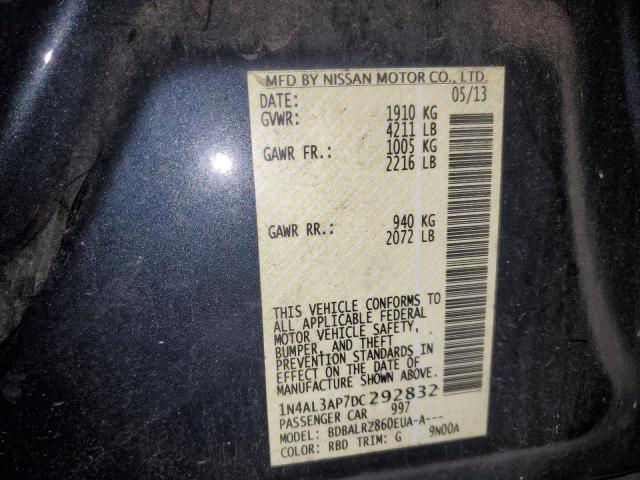 MFD BY NISSAN MOTOR CO., LTD.
DATE: 05/13
GVWR: 1910 KG
4211 LB
GAWR FR.: 1005 KG
2216 LB
GAWR RR.: 940 KG
2072 LB
THIS VEHICLE CONFORMS TO
ALL APPLICABLE FEDERAL
MOTOR VEHICLE SAFETY,
BUMPER, AND THEFT
PREVENTION STANDARDS IN
EFFECT ON THE DATE OF
MANUFACTURE SHOWN ABOVE.
1N4AL3AP7DC292832
PASSENGER CAR 997
MODEL: BDBALRZ860EUA-A---
COLOR: RBD TRIM: G 9N00A